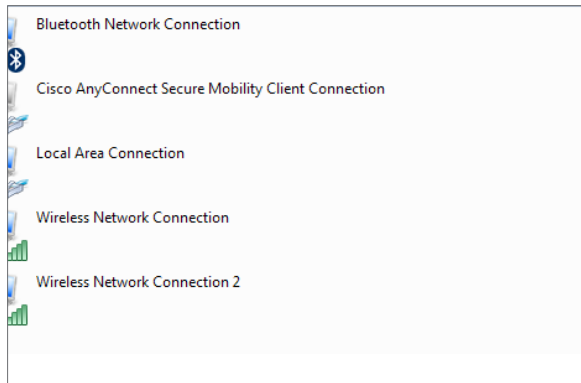 Bluetooth Network Connection
Cisco AnyConnect Secure Mobility Client Connection
Local Area Connection
Wireless Network Connection
Wireless Network Connection 2